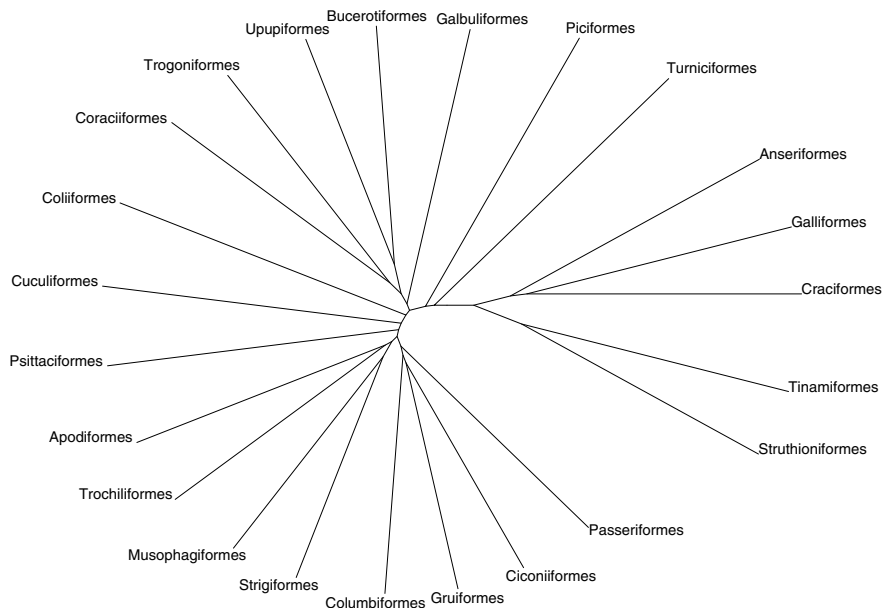 Bucerotiformes
Galbuliformes
Upupiformes
Piciformes
Trogoniformes
Turniciformes
Coraciiformes
Anseriformes
Coliiformes
Galliformes
Cuculiformes
Craciformes
Psittaciformes
Tinamiformes
Apodiformes
Struthioniformes
Trochiliformes
Passeriformes
Musophagiformes
Ciconiiformes
Strigiformes
Gruiformes
Columbiformes